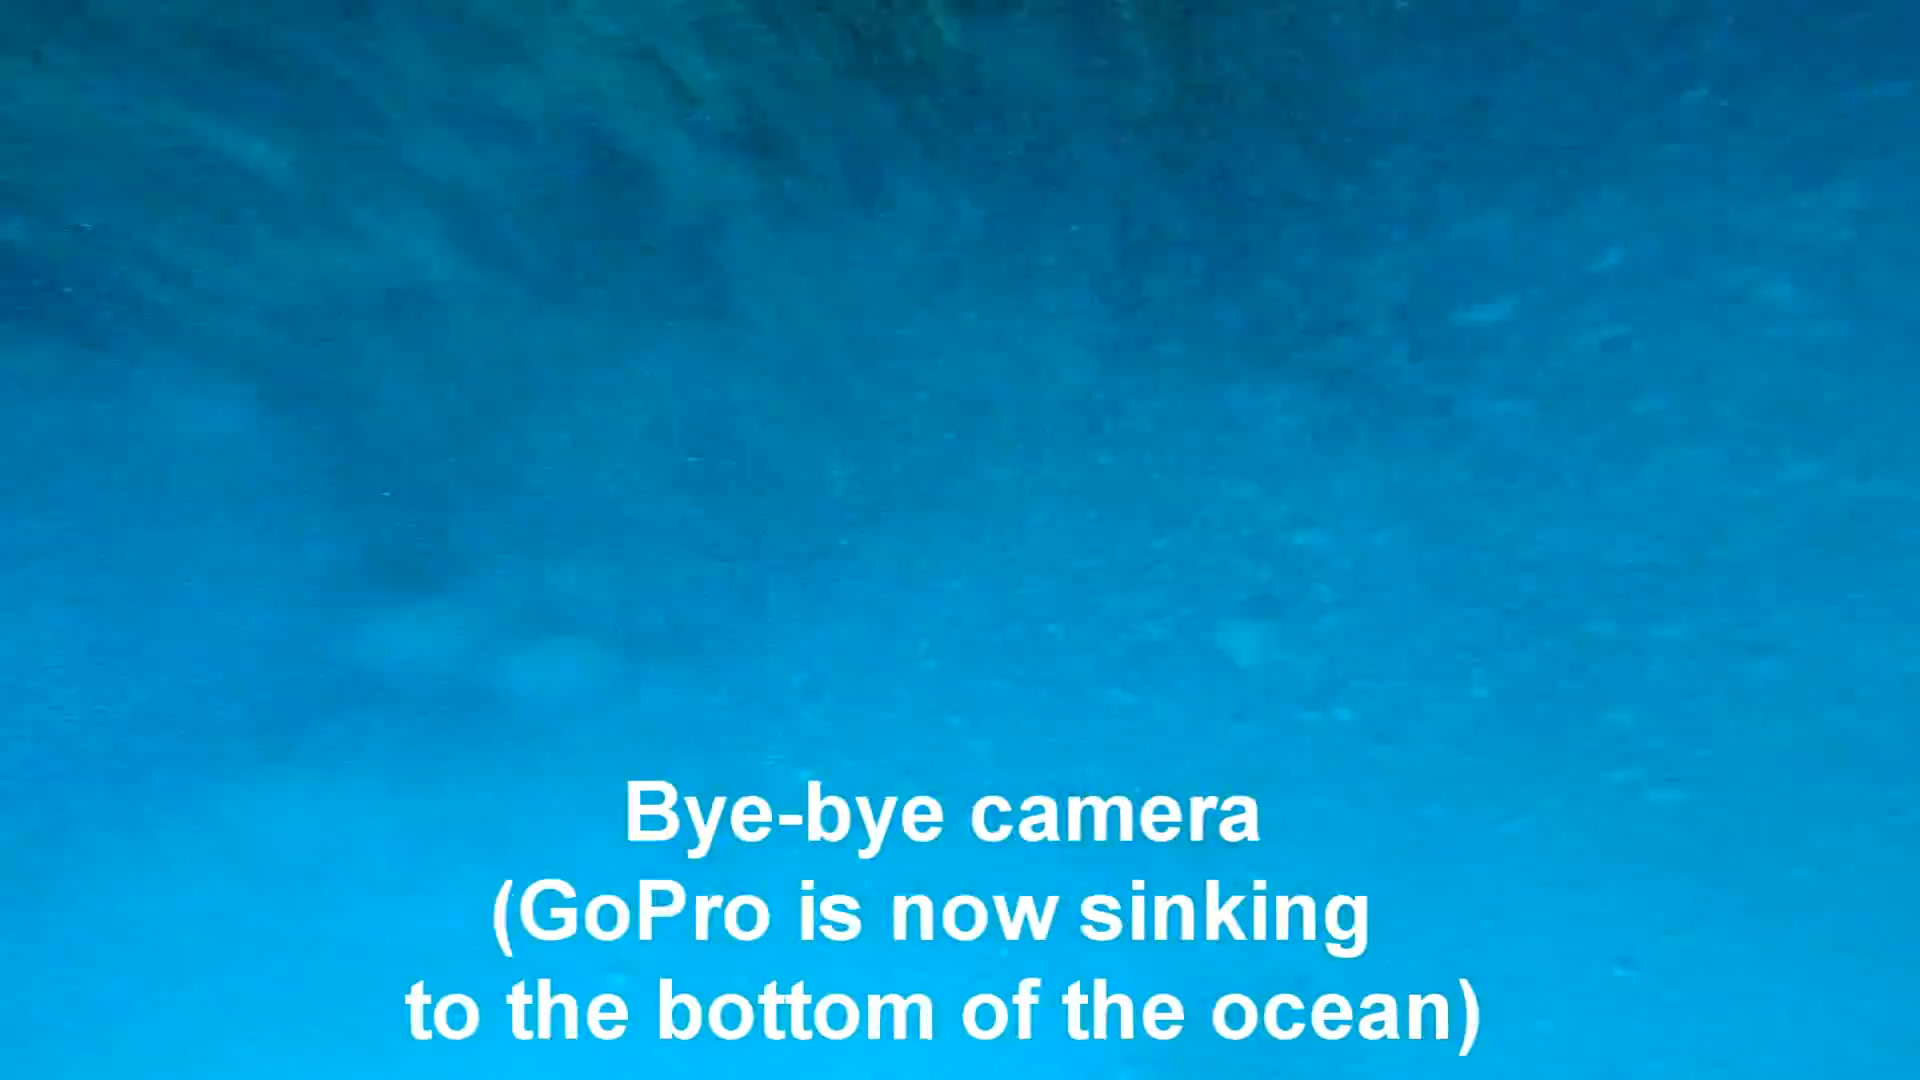 Bye-bye camera
(GoPro is now sinking
to the bottom of the ocean)